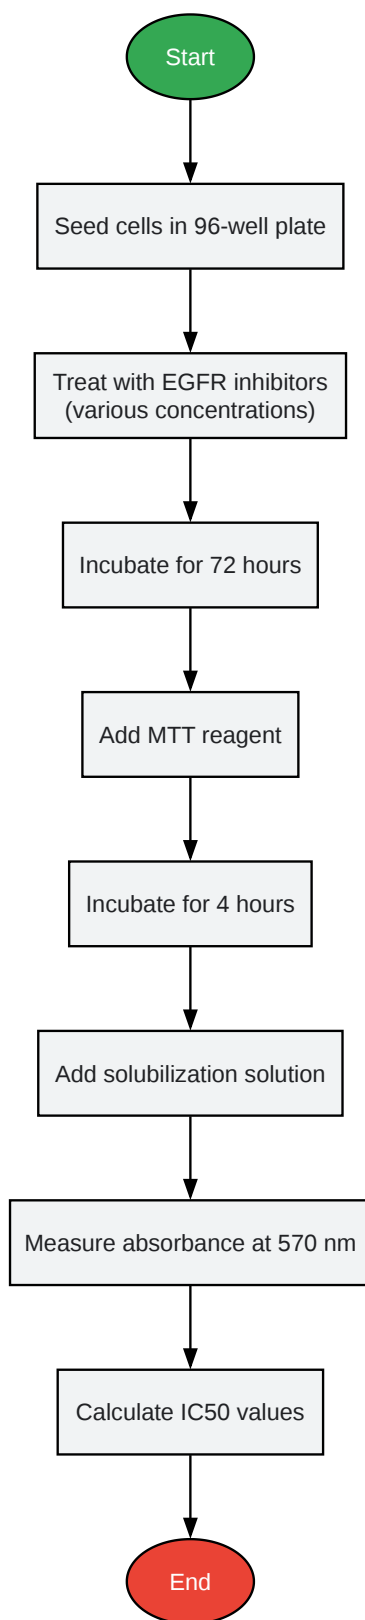 Start
Seed cells in 96-well plate
Treat with EGFR inhibitors
(various concentrations)
Incubate for 72 hours
Add MTT reagent
Incubate for 4 hours
Add solubilization solution
Measure absorbance at 570 nm
Calculate IC50 values
End